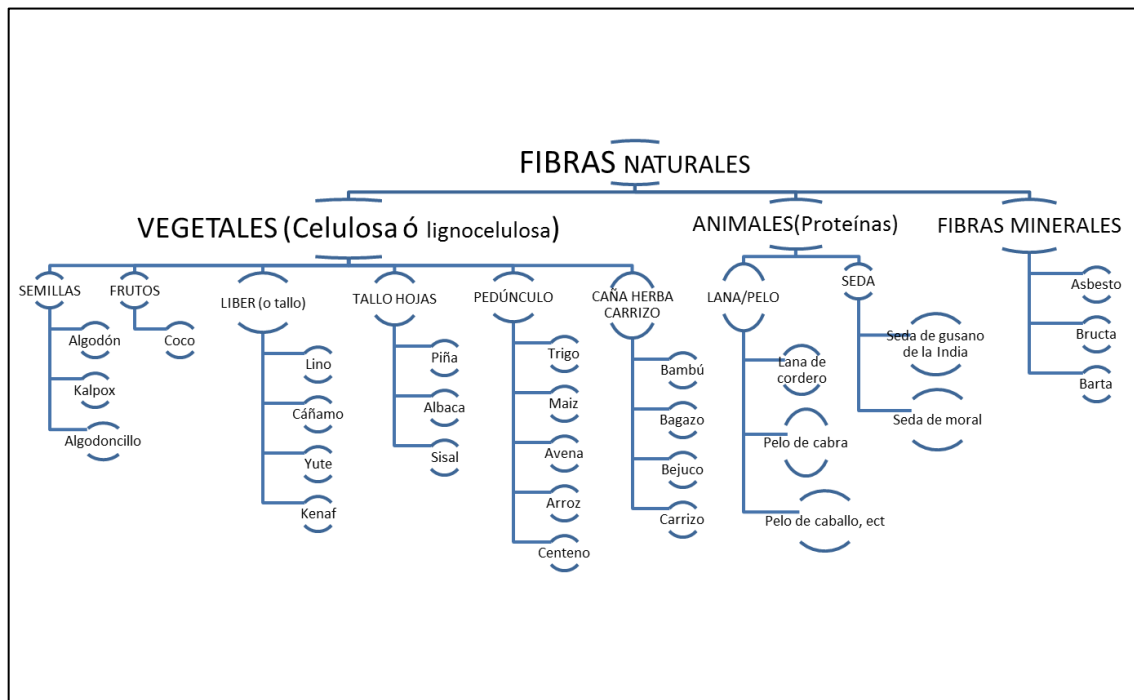 FIBRAS NATURALES
VEGETALES (Celulosa ó lignocelulosa)
SEMILLAS
Algodón
Kalpox
Algodoncillo
FRUTOS
Coco
LIBER (o tallo)
Lino
Cáñamo
Yute
Kenaf
TALLO HOJAS
Piña
Albaca
Sisal
PEDÚNCULO
Trigo
Maiz
Avena
Arroz
Centeno
CAÑA HERBA
CARRIZO
Bambú
Bagazo
Bejuco
Carrizo
ANIMALES(Proteínas)
LANA/PELO
Lana de
cordero
Pelo de cabra
Pelo de caballo, ect
SEDA
Seda de gusano
de la India
Seda de moral
FIBRAS MINERALES
Asbesto
Bructa
Barta